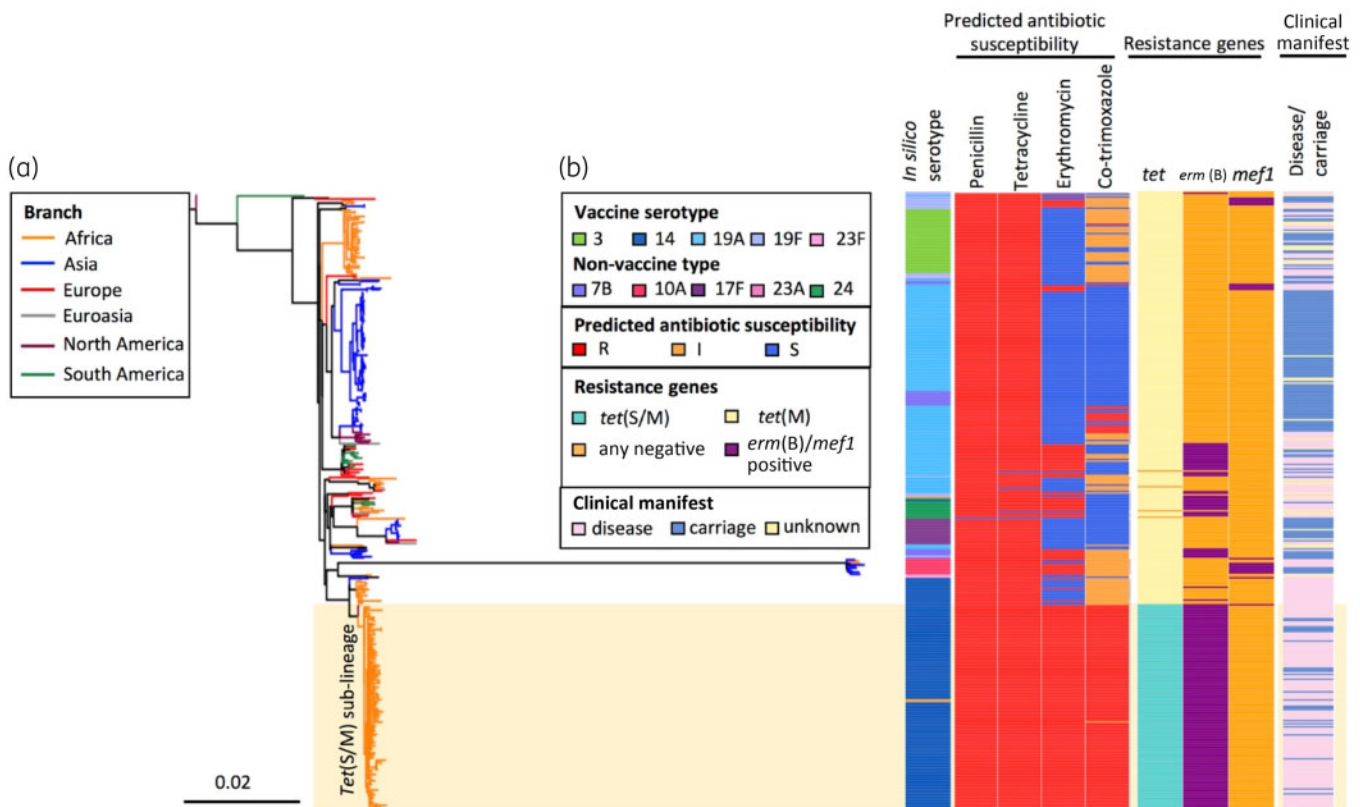 Predicted antibiotic
susceptibility
Resistance genes
Clinical
manifest
In silico
serotype
Penicillin
Tetracycline
Erythromycin
Co-trimoxazole
tet
erm (B)
mef1
Disease/
carriage
(a)
Branch
Africa
Asia
Europe
Euroasia
North America
South America
(b)
Vaccine serotype
3 14 19A 19F 23F
Non-vaccine type
7B 10A 17F 23A 24
Predicted antibiotic susceptibility
R I S
Resistance genes
tet(S/M) tet(M)
any negative erm(B)/mef1
positive
Clinical manifest
disease carriage unknown
Tet(S/M) sub-lineage
0.02